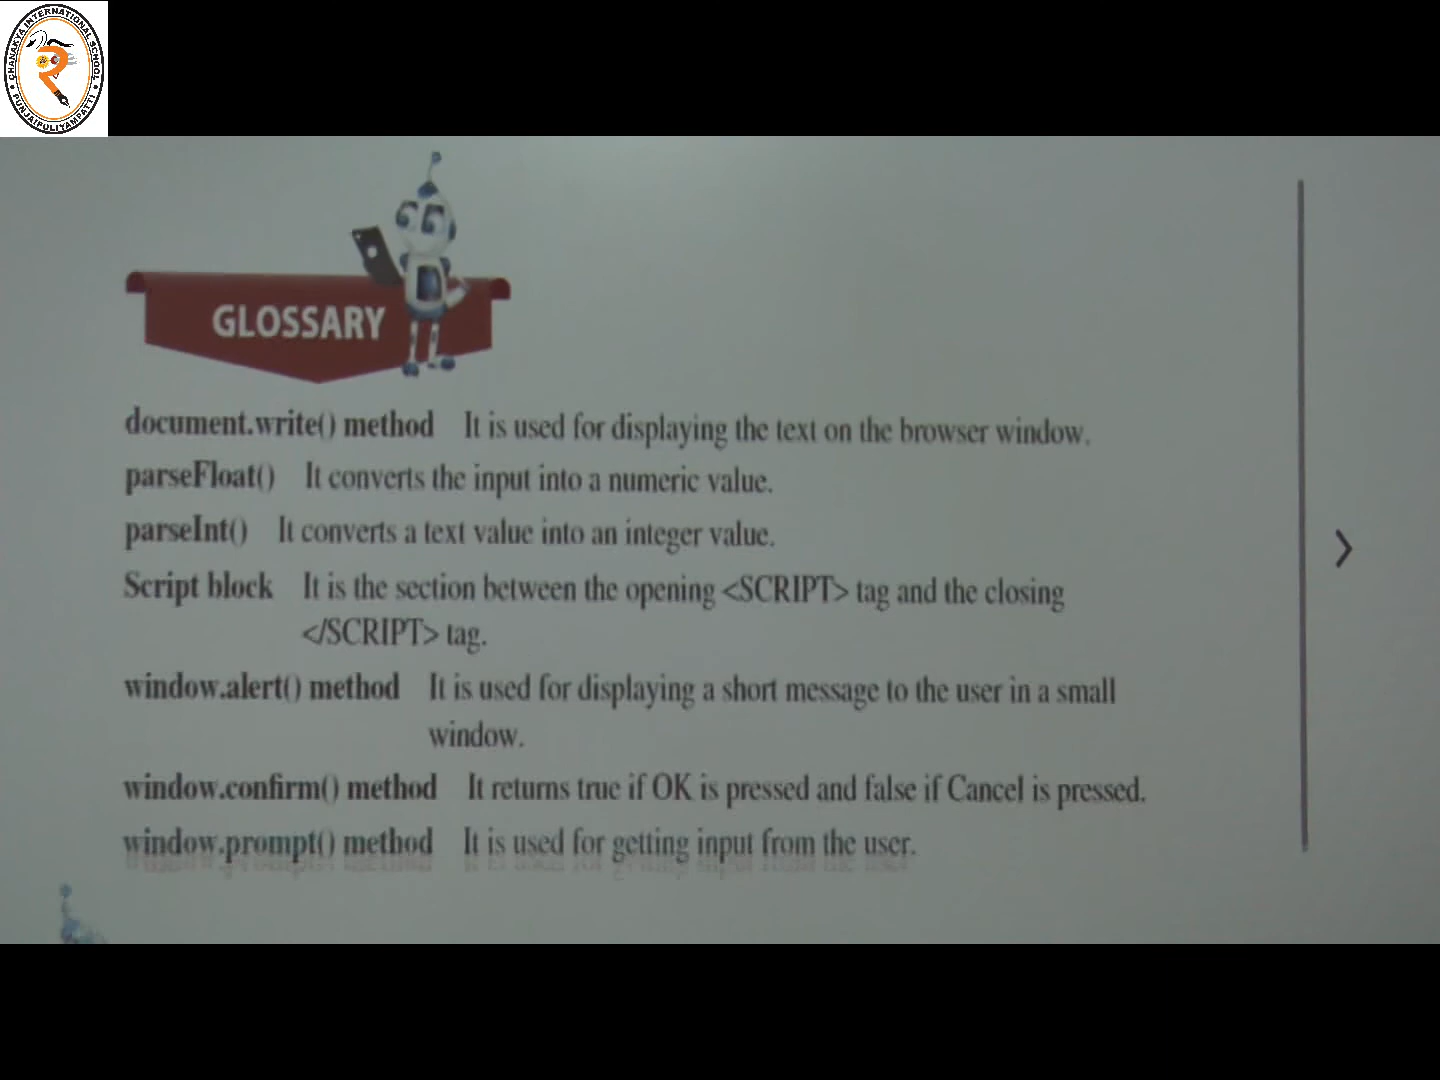 CHANAKYA INTERNATIONAL SCHOOL
PUNJAIPULIYAMPATTI
GLOSSARY
document.write() method It is used for displaying the text on the browser window.
parseFloat() It converts the input into a numeric value.
parseInt() It converts a text value into an integer value.
Script block It is the section between the opening <SCRIPT> tag and the closing
</SCRIPT> tag.
window.alert() method It is used for displaying a short message to the user in a small
window.
window.confirm() method It returns true if OK is pressed and false if Cancel is pressed.
window.prompt() method It is used for getting input from the user.